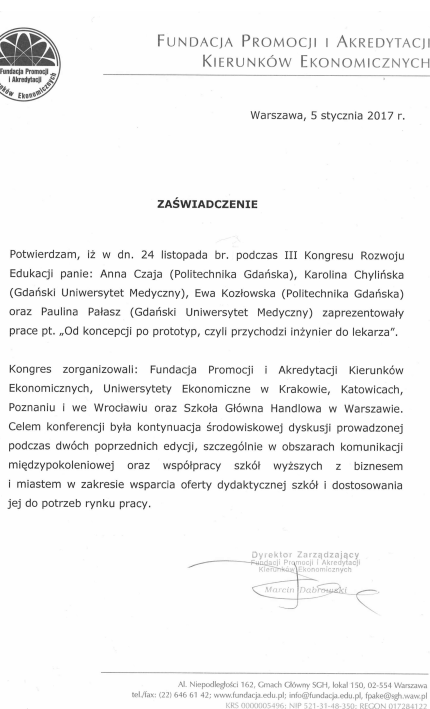 FUNDACJA PROMOCJI I AKREDYTACJI
KIERUNKÓW EKONOMICZNYCH
Fundacja Promocji
i Akredytacji
Kierunków Ekonomicznych
Warszawa, 5 stycznia 2017 r.
ZAŚWIADCZENIE
Potwierdzam, iż w dn. 24 listopada br. podczas III Kongresu Rozwoju
Edukacji panie: Anna Czaja (Politechnika Gdańska), Karolina Chylińska
(Gdański Uniwersytet Medyczny), Ewa Kozłowska (Politechnika Gdańska)
oraz Paulina Pałasz (Gdański Uniwersytet Medyczny) zaprezentowały
prace pt. „Od koncepcji po prototyp, czyli przychodzi inżynier do lekarza”.
Kongres zorganizowali: Fundacja Promocji i Akredytacji Kierunków
Ekonomicznych, Uniwersytety Ekonomiczne w Krakowie, Katowicach,
Poznaniu i we Wrocławiu oraz Szkoła Główna Handlowa w Warszawie.
Celem konferencji była kontynuacja środowiskowej dyskusji prowadzonej
podczas dwóch poprzednich edycji, szczególnie w obszarach komunikacji
międzypokoleniowej oraz współpracy szkół wyższych z biznesem
i miastem w zakresie wsparcia oferty dydaktycznej szkół i dostosowania
jej do potrzeb rynku pracy.
Dyrektor Zarządzający
Fundacji Promocji i Akredytacji
Kierunków Ekonomicznych
Marcin Dąbrowski
Al. Niepodległości 162, Gmach Główny SGH, lokal 150, 02-554 Warszawa
tel./fax: (22) 646 61 42; www.fundacja.edu.pl; info@fundacja.edu.pl, fpake@sgh.waw.pl
KRS 0000005496; NIP 521-31-48-350; REGON 017284122